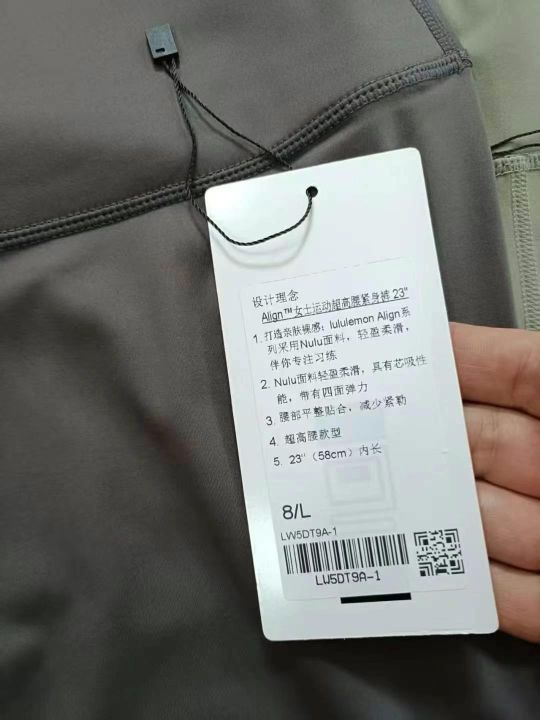 设计理念
Align™女士运动超高腰紧身裤 23"
1. 打造亲肤裸感：lululemon Align系
列采用Nulu面料，轻盈柔滑，
伴你专注习练
2. Nulu面料轻盈柔滑，具有芯吸性
能，带有四面弹力
3. 腰部平整贴合，减少紧勒
4. 超高腰款型
5. 23"（58cm）内长
8/L
LW5DT9A-1
LW5DT9A-1